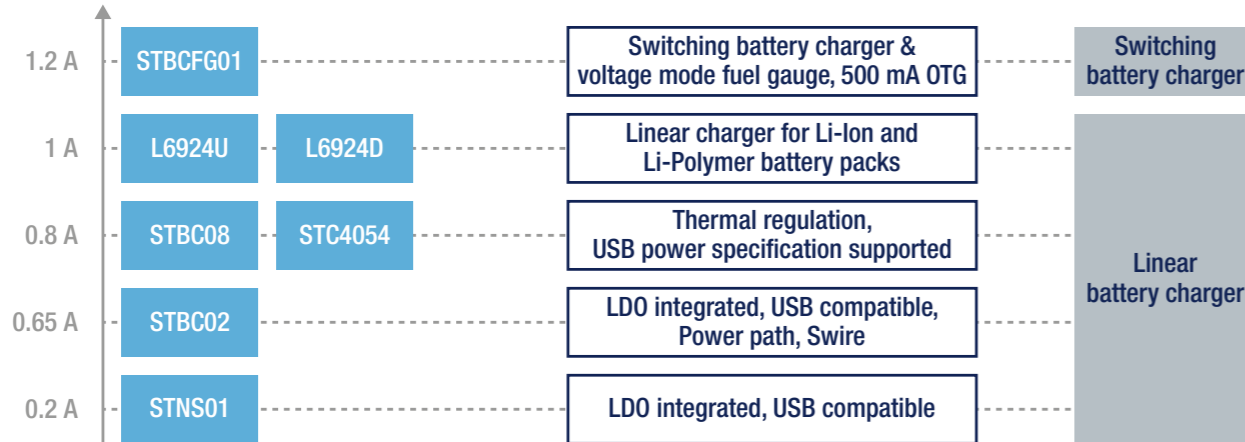 1.2 A
STBCFG01
Switching battery charger &
voltage mode fuel gauge, 500 mA OTG
Switching
battery charger
1 A
L6924U
L6924D
Linear charger for Li-Ion and
Li-Polymer battery packs
0.8 A
STBC08
STC4054
Thermal regulation,
USB power specification supported
Linear
battery charger
0.65 A
STBC02
LDO integrated, USB compatible,
Power path, Swire
0.2 A
STNS01
LDO integrated, USB compatible